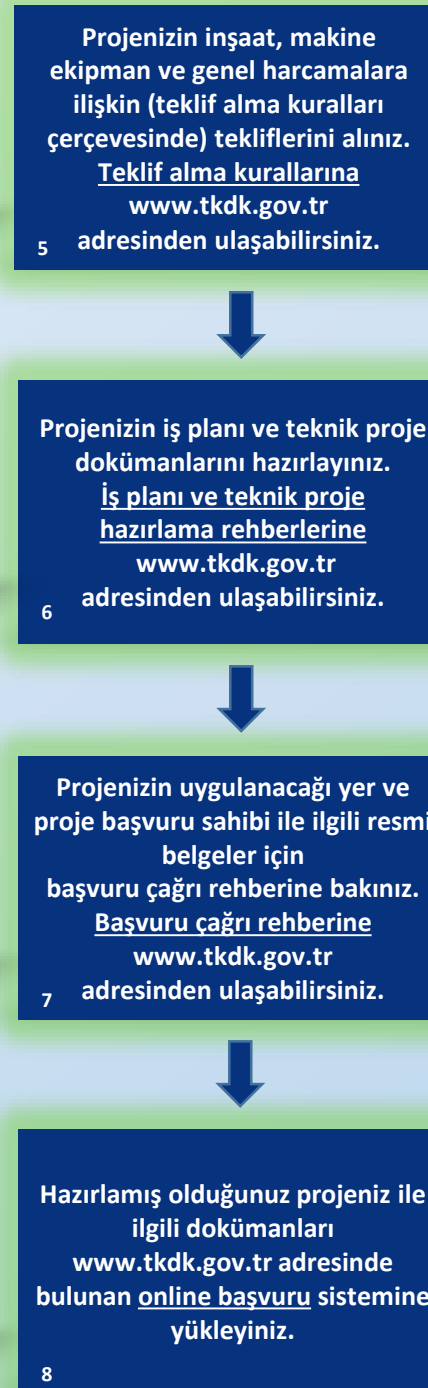 Projenizin inşaat, makine
ekipman ve genel harcamalara
ilişkin (teklif alma kuralları
çerçevesinde) tekliflerini alınız.
Teklif alma kurallarına
www.tkdk.gov.tr
5 adresinden ulaşabilirsiniz.
Projenizin iş planı ve teknik proje
dokümanlarını hazırlayınız.
İş planı ve teknik proje
hazırlama rehberlerine
www.tkdk.gov.tr
6 adresinden ulaşabilirsiniz.
Projenizin uygulanacağı yer ve
proje başvuru sahibi ile ilgili resmi
belgeler için
başvuru çağrı rehberine bakınız.
Başvuru çağrı rehberine
www.tkdk.gov.tr
7 adresinden ulaşabilirsiniz.
Hazırlamış olduğunuz projeniz ile
ilgili dokümanları
www.tkdk.gov.tr adresinde
bulunan online başvuru sistemine
yükleyiniz.
8